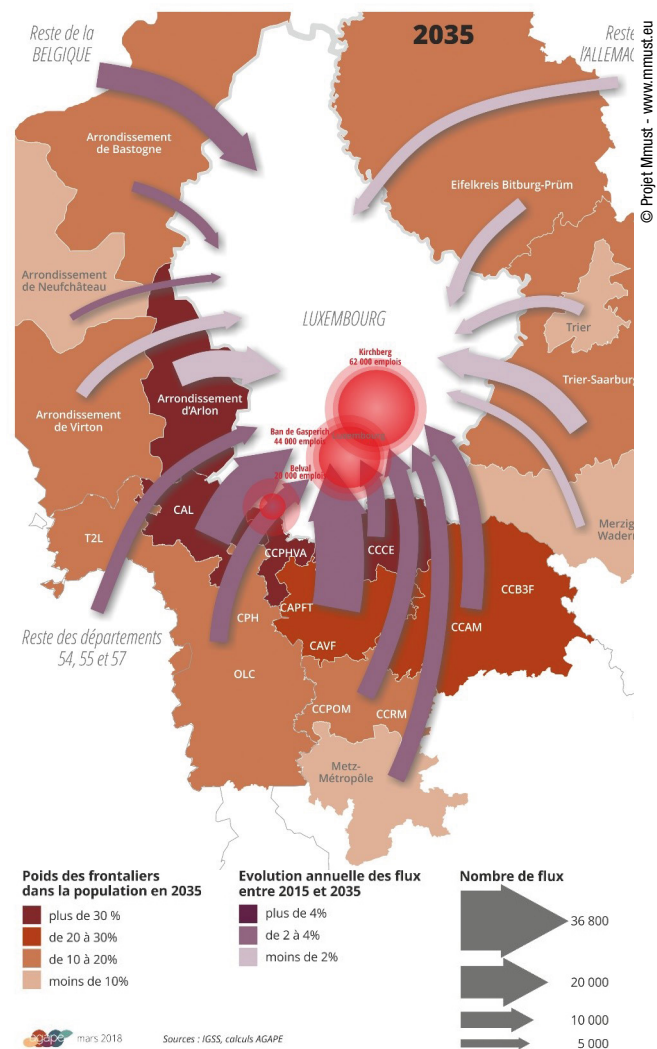 2035
Reste de la
BELGIQUE
Reste
l'ALLEMAG
© Projet Mmust - www.mmust.eu
Arrondissement
de Bastogne
Eifelkreis Bitburg-Prüm
Arrondissement
de Neufchâteau
LUXEMBOURG
Trier
Kirchberg
62 000 emplois
Trier-Saarburg
Arrondissement
d'Arlon
Arrondissement
de Virton
Ban de Gasperich
44 000 emplois
Belval
20 000 emplois
CAL
T2L
CCPHVA
CCCE
Merzig
Wadern
CCB3F
CPH
CAPFT
CCAM
Reste des départements
54, 55 et 57
CAVF
OLC
CCPOM
CCRM
Metz-
Métropôle
Poids des frontaliers
dans la population en 2035
plus de 30 %
de 20 à 30%
de 10 à 20%
moins de 10%
Evolution annuelle des flux
entre 2015 et 2035
plus de 4%
de 2 à 4%
moins de 2%
Nombre de flux
36 800
20 000
10 000
5 000
agape
mars 2018
Sources : IGSS, calculs AGAPE